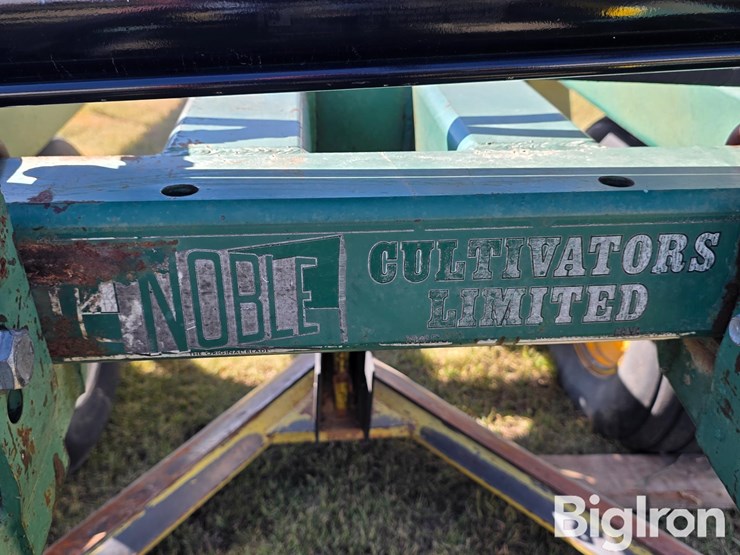 NOBLE
CULTIVATORS
LIMITED
BigIron